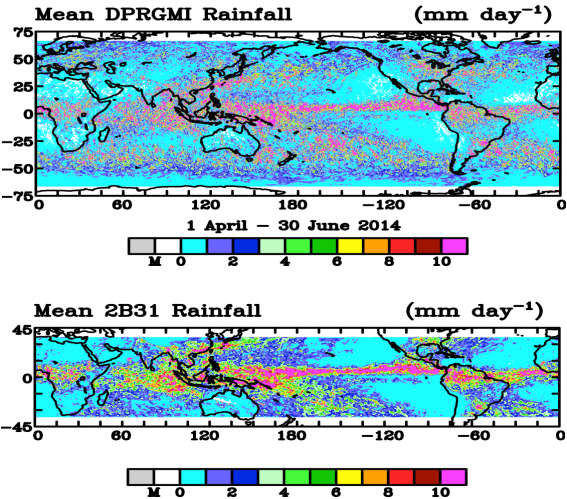 Mean DPRGMI Rainfall (mm day⁻¹)
75
50
25
0
−25
−50
−75
0 60 120 180 −120 −60 0
1 April − 30 June 2014
M 0 2 4 6 8 10
Mean 2B31 Rainfall (mm day⁻¹)
45
0
−45
0 60 120 180 −120 −60 0
M 0 2 4 6 8 10